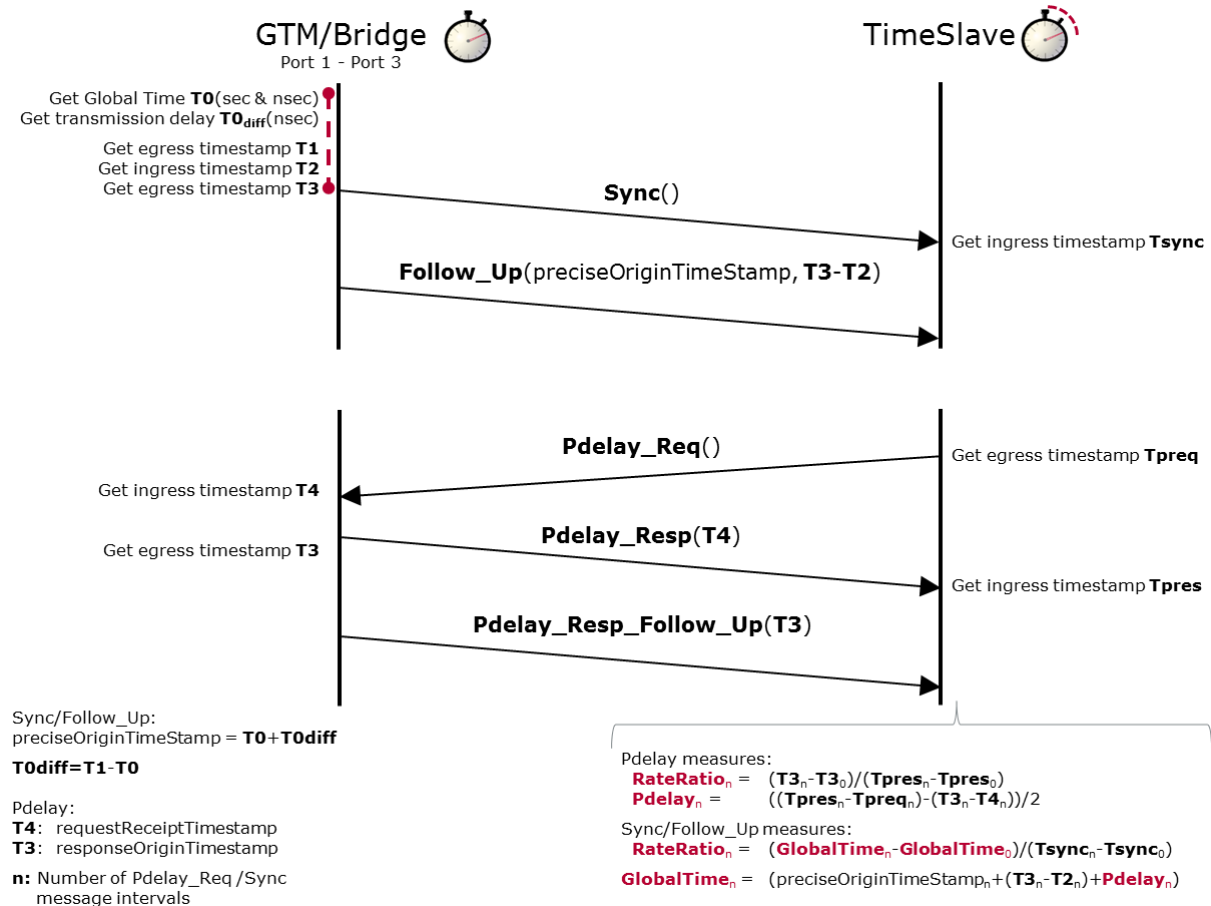 GTM/Bridge
Port 1 - Port 3
TimeSlave
Get Global Time T0(sec & nsec)
Get transmission delay T0diff(nsec)
Get egress timestamp T1
Get ingress timestamp T2
Get egress timestamp T3
Sync()
Get ingress timestamp Tsync
Follow_Up(preciseOriginTimeStamp, T3-T2)
Pdelay_Req()
Get egress timestamp Tpreq
Get ingress timestamp T4
Pdelay_Resp(T4)
Get egress timestamp T3
Get ingress timestamp Tpres
Pdelay_Resp_Follow_Up(T3)
Sync/Follow_Up:
preciseOriginTimeStamp = T0+T0diff
T0diff=T1-T0
Pdelay:
T4: requestReceiptTimestamp
T3: responseOriginTimestamp
n: Number of Pdelay_Req /Sync
message intervals
Pdelay measures:
RateRation = (T3n-T30)/(Tpresn-Tpres0)
Pdelayn = ((Tpresn-Tpreqn)-(T3n-T4n))/2
Sync/Follow_Up measures:
RateRation = (GlobalTimen-GlobalTime0)/(Tsyncn-Tsync0)
GlobalTimen = (preciseOriginTimeStampn+(T3n-T2n)+Pdelayn)